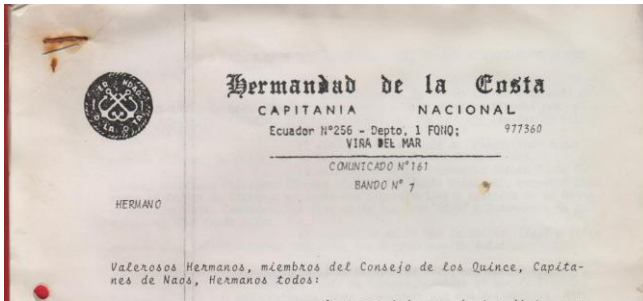 Hermandad de la Costa
CAPITANIA NACIONAL
Ecuador N°256 - Depto, 1 FONO; 977360
VIRA DEL MAR
COMUNICADO N°161
BANDO N° 7
HERMANO
Valerosos Hermanos, miembros del Consejo de los Quince, Capita-
nes de Naos, Hermanos todos: